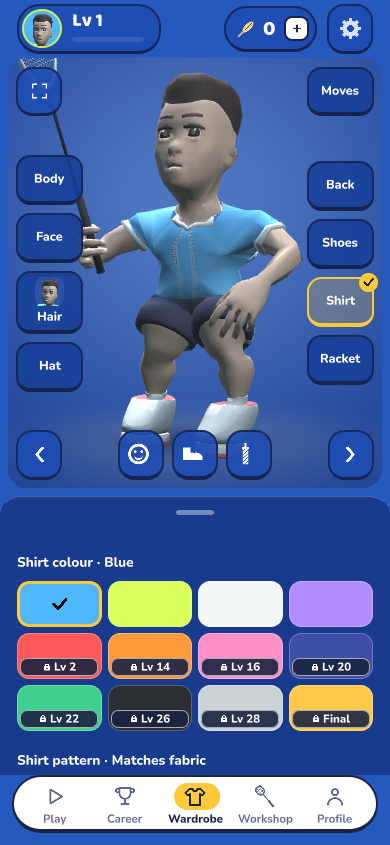 Lv 1
0
+
Moves
Body
Back
Face
Shoes
Hair
Shirt
Hat
Racket
Shirt colour · Blue
Lv 2
Lv 14
Lv 16
Lv 20
Lv 22
Lv 26
Lv 28
Final
Shirt pattern · Matches fabric
Play
Career
Wardrobe
Workshop
Profile